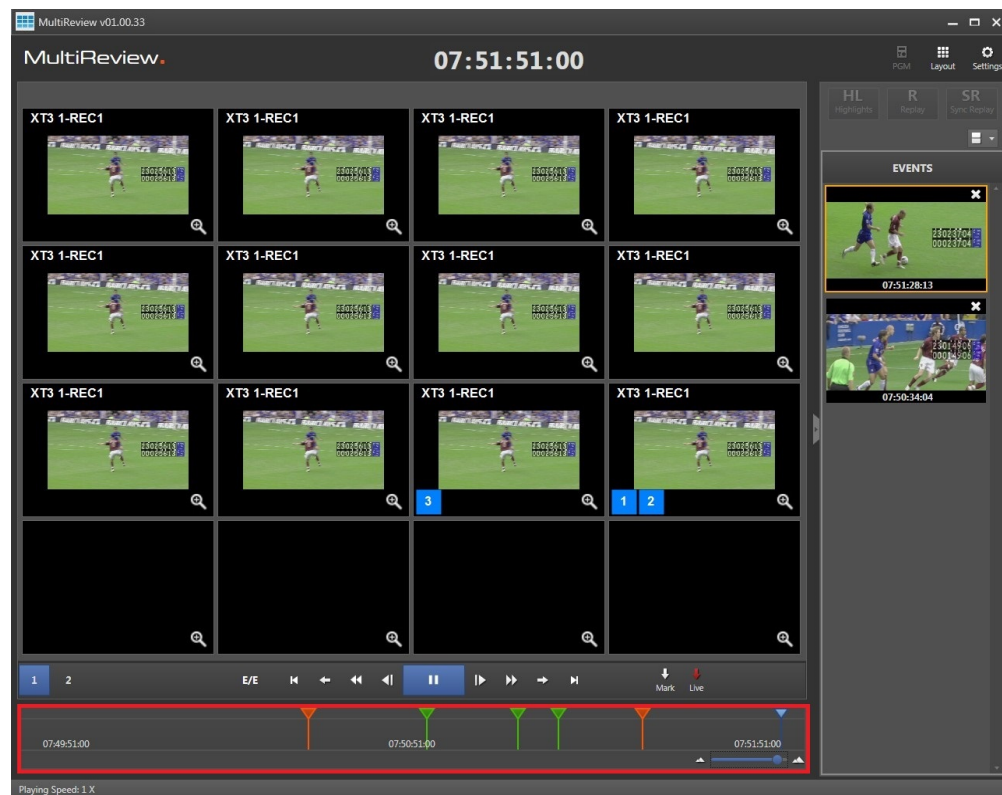 MultiReview v01.00.33
MultiReview.
07:51:51:00
PGM Layout Settings
HL R SR
Highlights Replay Sync Replay
EVENTS
XT3 1-REC1 XT3 1-REC1 XT3 1-REC1 XT3 1-REC1
23023704
00023704
07:51:28:13
XT3 1-REC1 XT3 1-REC1 XT3 1-REC1 XT3 1-REC1
23014906
00014906
07:50:34:04
XT3 1-REC1 XT3 1-REC1 XT3 1-REC1 XT3 1-REC1
3 1 2
1 2 E/E Mark Live
07:49:51:00 07:50:51:00 07:51:51:00
Playing Speed: 1 X